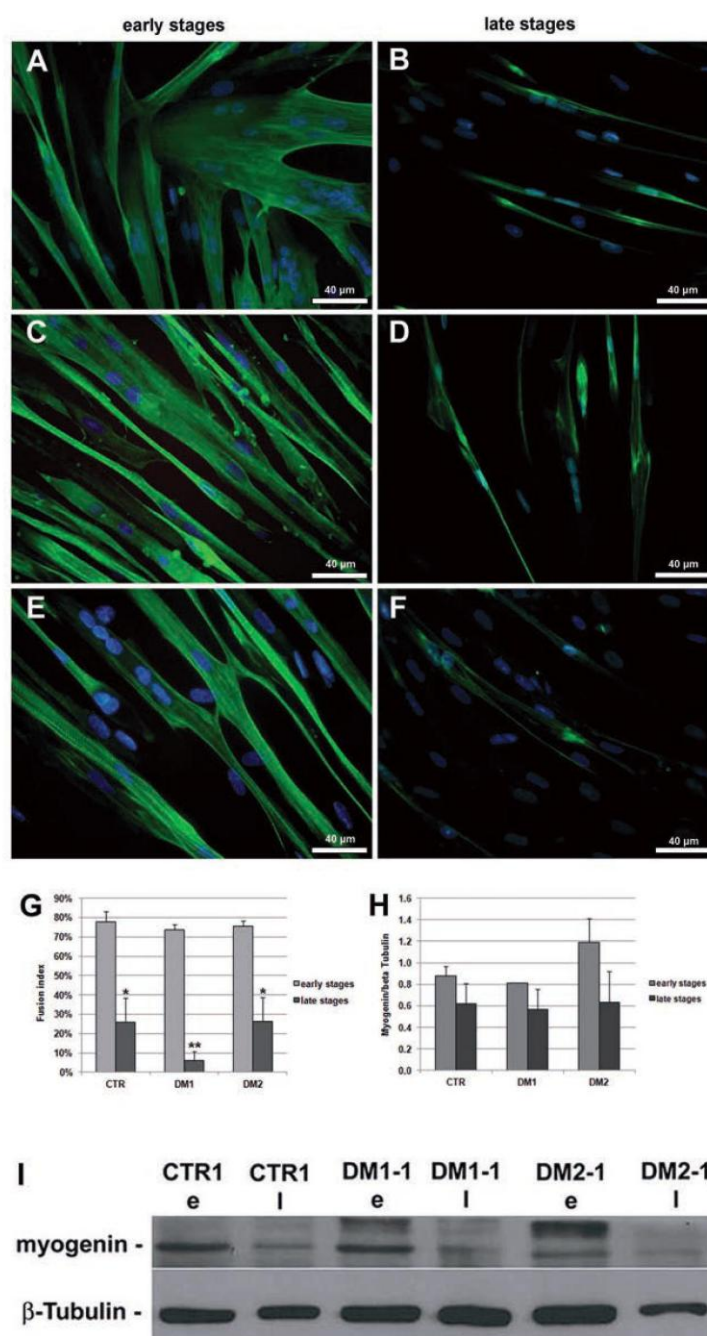 early stages late stages
A B
40 µm 40 µm
C D
40 µm 40 µm
E F
40 µm 40 µm
G
90%
80%
70%
60%
50%
40%
30%
20%
10%
0%
Fusion index
* ** *
CTR DM1 DM2
early stages
late stages
H
1.6
1.4
1.2
1.0
0.8
0.6
0.4
0.2
0.0
Myogenin/beta Tubulin
CTR DM1 DM2
early stages
late stages
I
CTR1 CTR1 DM1-1 DM1-1 DM2-1 DM2-1
e l e l e l
myogenin -
β-Tubulin -